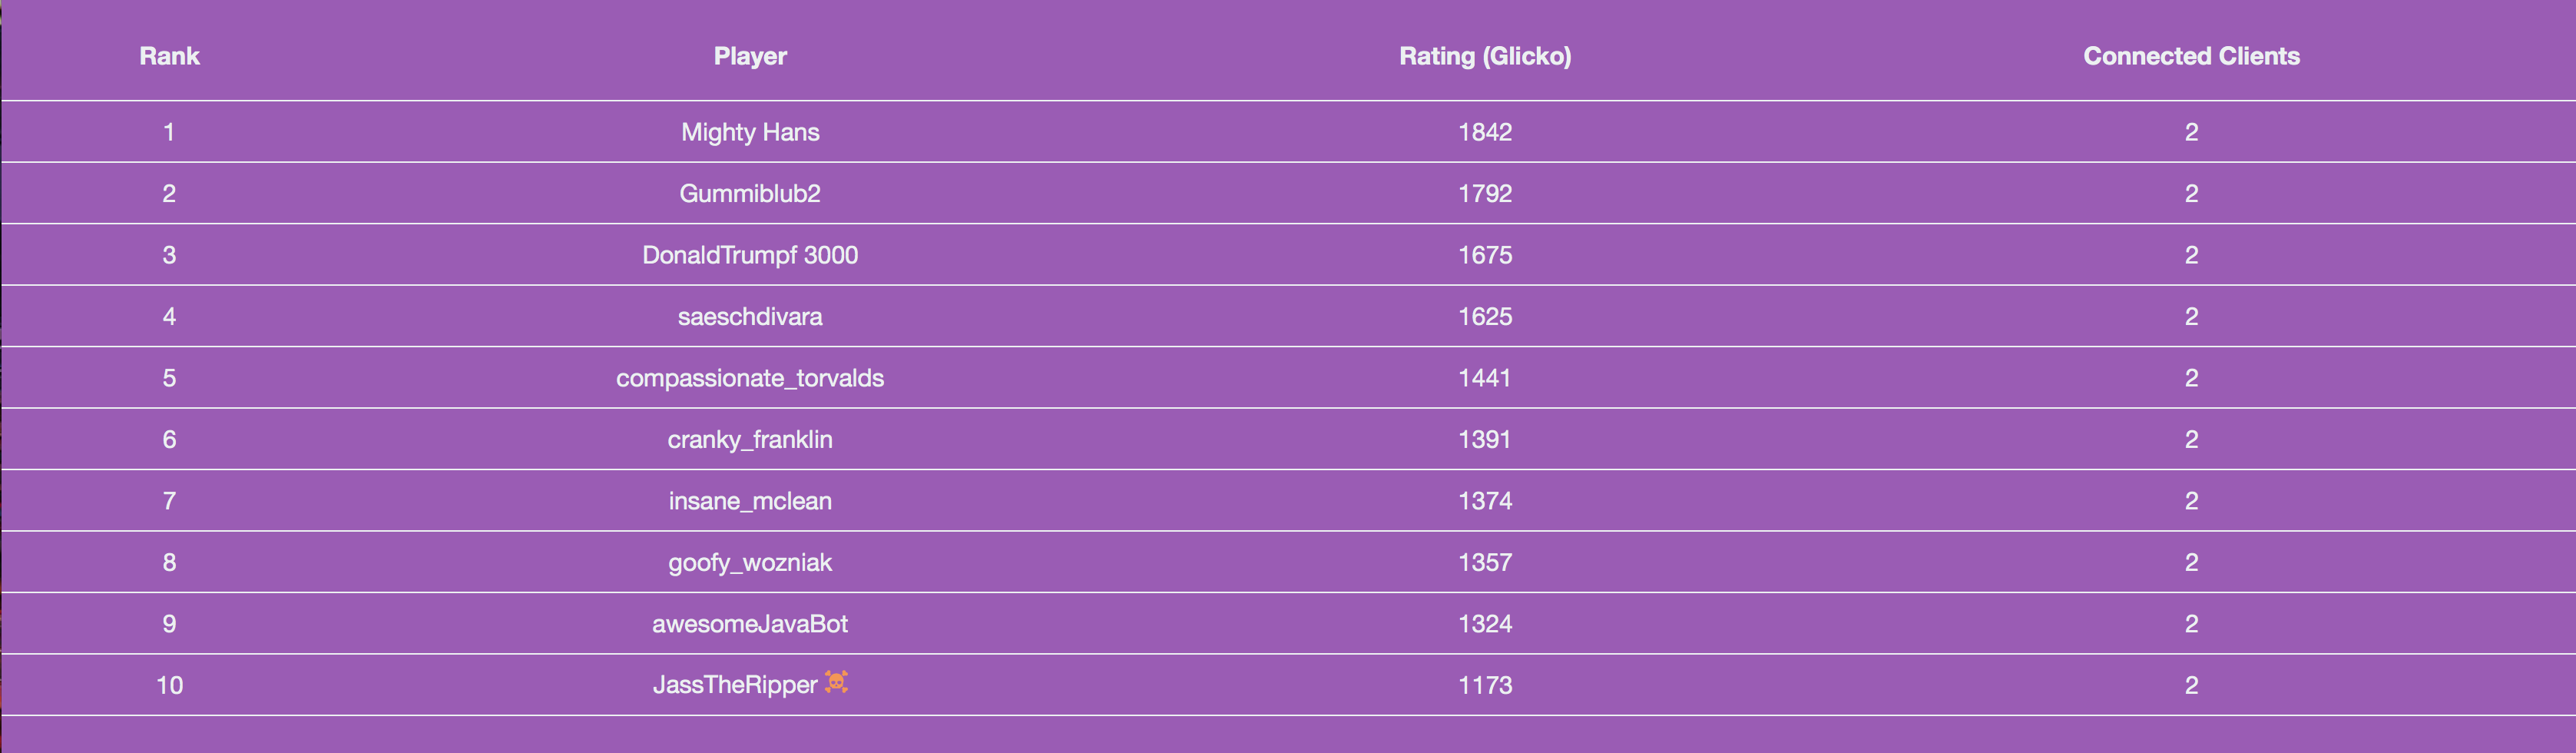 Rank Player Rating (Glicko) Connected Clients
1 Mighty Hans 1842 2
2 Gummiblub2 1792 2
3 DonaldTrumpf 3000 1675 2
4 saeschdivara 1625 2
5 compassionate_torvalds 1441 2
6 cranky_franklin 1391 2
7 insane_mclean 1374 2
8 goofy_wozniak 1357 2
9 awesomeJavaBot 1324 2
10 JassTheRipper 1173 2